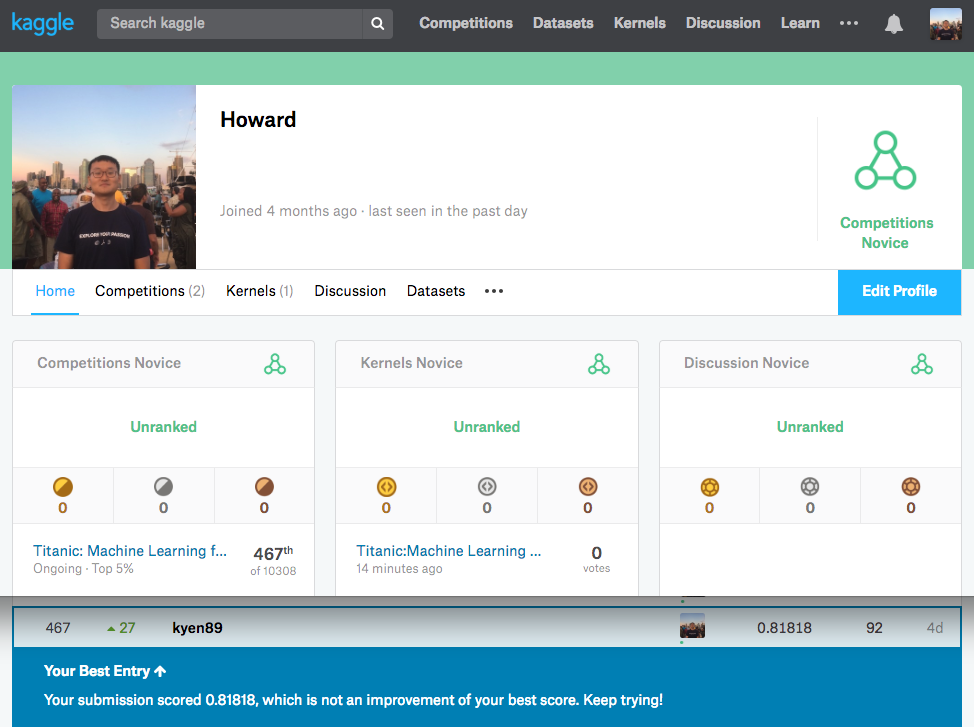 kaggle
Search kaggle
Competitions Datasets Kernels Discussion Learn •••
Howard
Joined 4 months ago · last seen in the past day
Competitions
Novice
EXPLORE YOUR PASSION
Home Competitions (2) Kernels (1) Discussion Datasets •••
Edit Profile
Competitions Novice
Unranked
0 0 0
Titanic: Machine Learning f... 467th
Ongoing · Top 5% of 10308
Kernels Novice
Unranked
0 0 0
Titanic:Machine Learning ... 0
14 minutes ago votes
Discussion Novice
Unranked
0 0 0
467 27 kyen89 0.81818 92 4d
Your Best Entry
Your submission scored 0.81818, which is not an improvement of your best score. Keep trying!